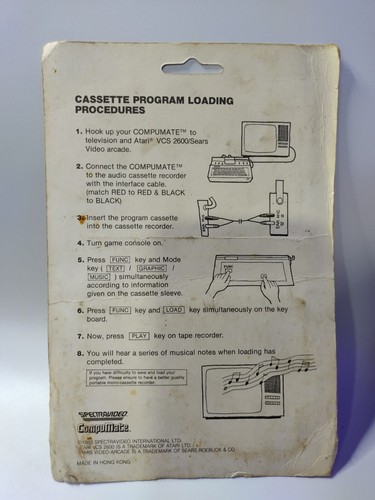 CASSETTE PROGRAM LOADING
PROCEDURES
1. Hook up your COMPUMATE™ to
television and Atari® VCS 2600/Sears
Video arcade.
2. Connect the COMPUMATE™
to the audio cassette recorder
with the interface cable.
(match RED to RED & BLACK
to BLACK)
3. Insert the program cassette
into the cassette recorder.
4. Turn game console on.
5. Press FUNC key and Mode
key ( TEXT / GRAPHIC /
MUSIC ) simultaneously
according to information
given on the cassette sleeve.
6. Press FUNC key and LOAD key simultaneously on the key
board.
7. Now, press PLAY key on tape recorder.
8. You will hear a series of musical notes when loading has
completed.
If you have difficulty to save and load your
program. Please ensure to have a better quality
portable mono-cassette recorder.
SPECTRAVIDEO
CompuMate
SPECTRAVIDEO INTERNATIONAL LTD.
VCS 2600 IS A TRADEMARK OF ATARI LTD.
VIDEO ARCADE IS A TRADEMARK OF SEARS ROEBUCK & CO.
MADE IN HONG KONG